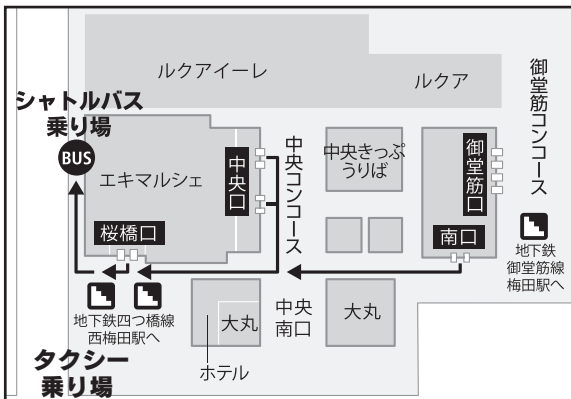 ルクアイーレ
ルクア
御堂筋コンコース
シャトルバス
乗り場
BUS
エキマルシェ
中央口
中央コンコース
中央きっぷ
うりば
御堂筋口
桜橋口
南口
地下鉄
御堂筋線
梅田駅へ
地下鉄四つ橋線
西梅田駅へ
大丸
中央
南口
大丸
ホテル
タクシー
乗り場